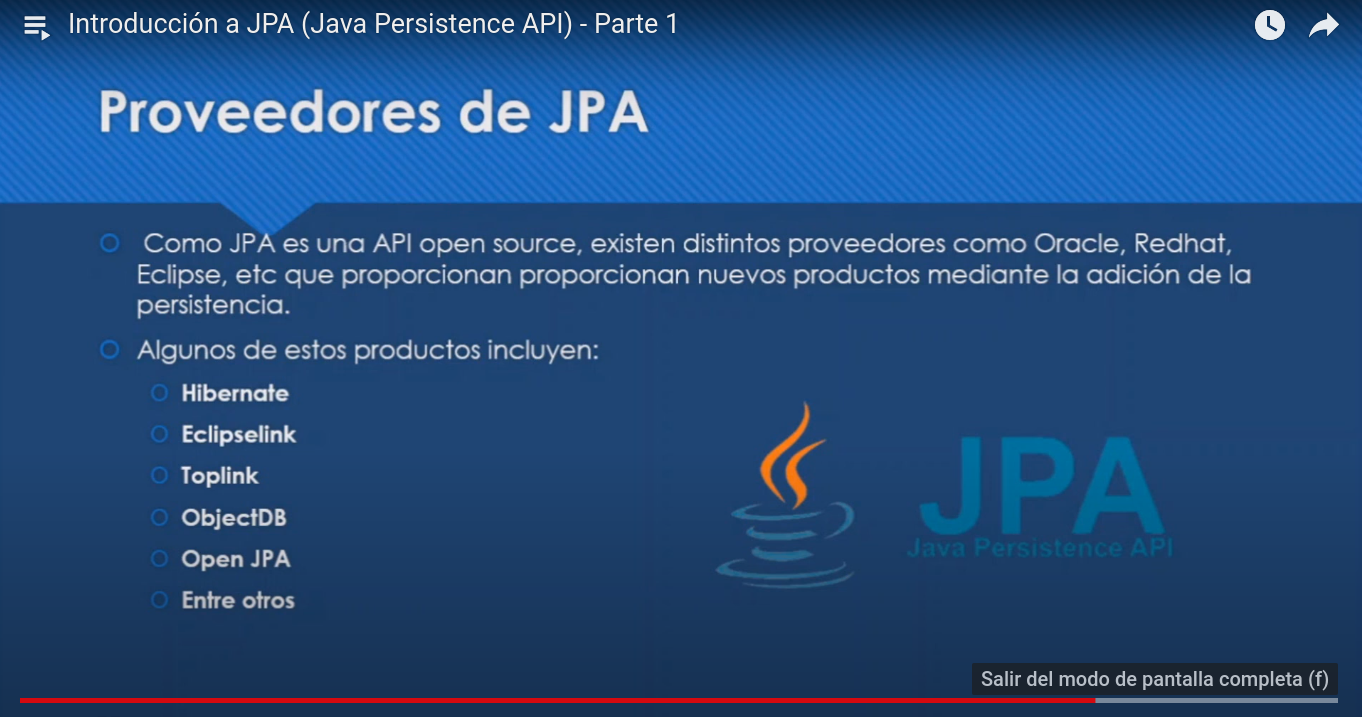 Introducción a JPA (Java Persistence API) - Parte 1
Proveedores de JPA
Como JPA es una API open source, existen distintos proveedores como Oracle, Redhat,
Eclipse, etc que proporcionan proporcionan nuevos productos mediante la adición de la
persistencia.
Algunos de estos productos incluyen:
Hibernate
Eclipselink
Toplink
ObjectDB
Open JPA
Entre otros
JPA
Java Persistence API
Salir del modo de pantalla completa (f)